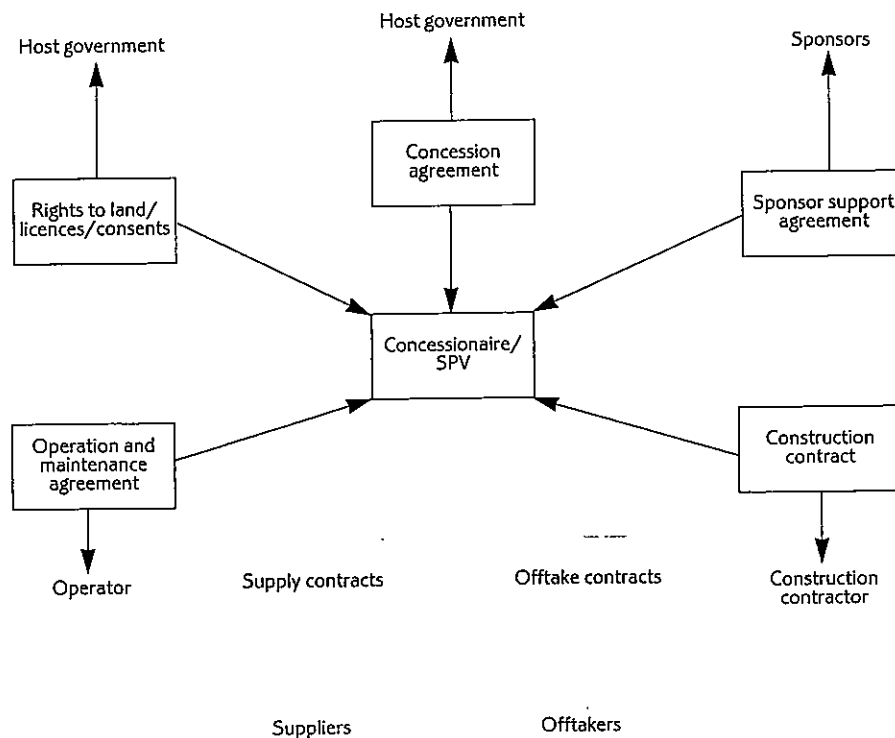 Host government
Host government
Sponsors
Concession
agreement
Rights to land/
licences/consents
Sponsor support
agreement
Concessionaire/
SPV
Operation and
maintenance
agreement
Construction
contract
Operator
Supply contracts
Offtake contracts
Construction
contractor
Suppliers
Offtakers